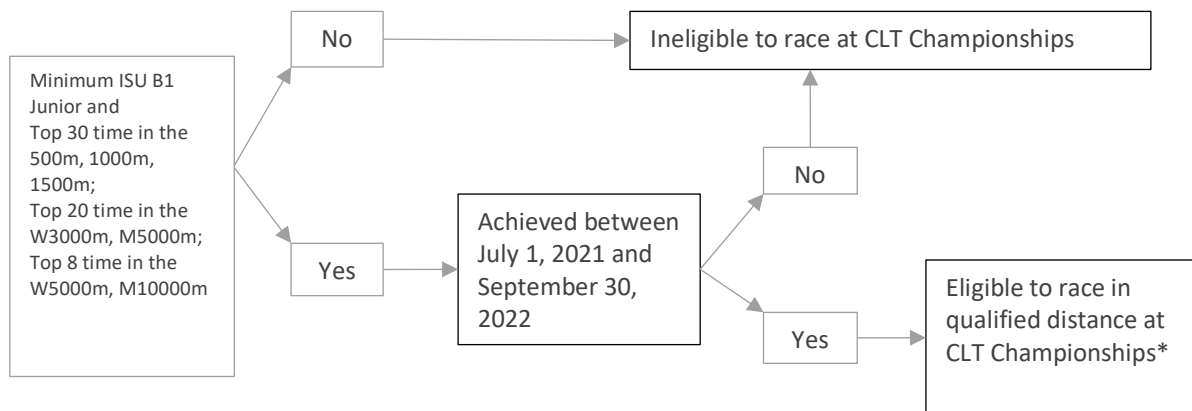 No
Ineligible to race at CLT Championships
Minimum ISU B1
Junior and
Top 30 time in the
500m, 1000m,
1500m;
Top 20 time in the
W3000m, M5000m;
Top 8 time in the
W5000m, M10000m
No
Achieved between
July 1, 2021 and
September 30,
2022
Yes
Yes
Eligible to race in
qualified distance at
CLT Championships*